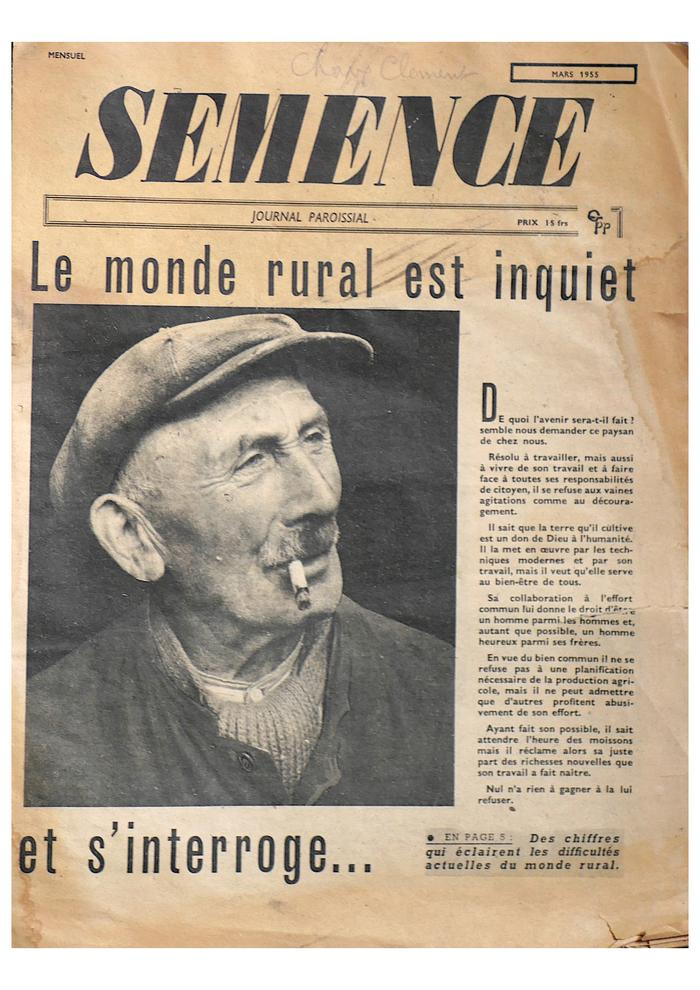 MENSUEL
Clement
MARS 1955
SEMENCE
JOURNAL PAROISSIAL
PRIX 15 frs
Le monde rural est inquiet
DE quoi l'avenir sera-t-il fait ?
semble nous demander ce paysan
de chez nous.
Résolu à travailler, mais aussi
à vivre de son travail et à faire
face à toutes ses responsabilités
de citoyen, il se refuse aux vaines
agitations comme au découra-
gement.
Il sait que la terre qu'il cultive
est un don de Dieu à l'humanité.
Il la met en œuvre par les tech-
niques modernes et par son
travail, mais il veut qu'elle serve
au bien-être de tous.
Sa collaboration à l'effort
commun lui donne le droit d'être
un homme parmi les hommes et,
autant que possible, un homme
heureux parmi ses frères.
En vue du bien commun il ne se
refuse pas à une planification
nécessaire de la production agri-
cole, mais il ne peut admettre
que d'autres profitent abusi-
vement de son effort.
Ayant fait son possible, il sait
attendre l'heure des moissons
mais il réclame alors sa juste
part des richesses nouvelles que
son travail a fait naître.
Nul n'a rien à gagner à la lui
refuser.
et s'interroge...
● EN PAGE 5 : Des chiffres
qui éclairent les difficultés
actuelles du monde rural.